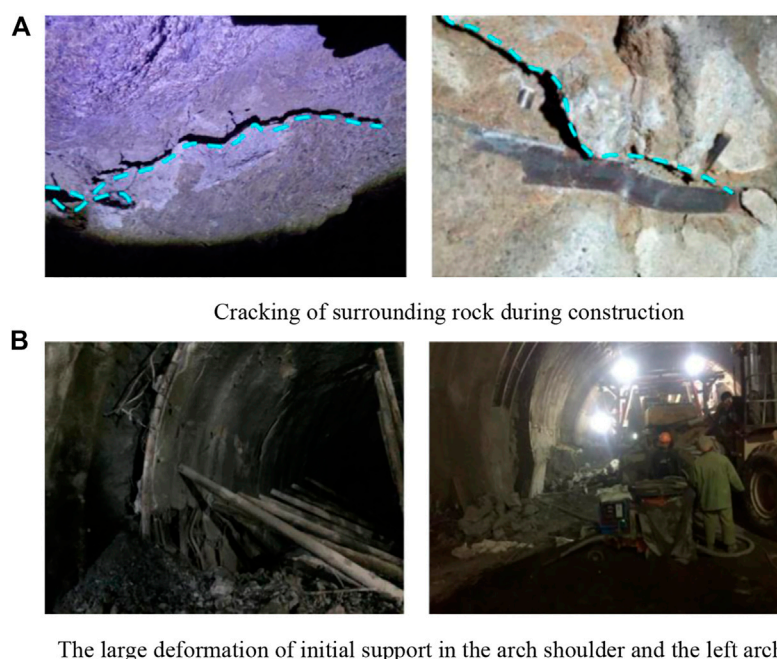 A
Cracking of surrounding rock during construction
B
The large deformation of initial support in the arch shoulder and the left arch